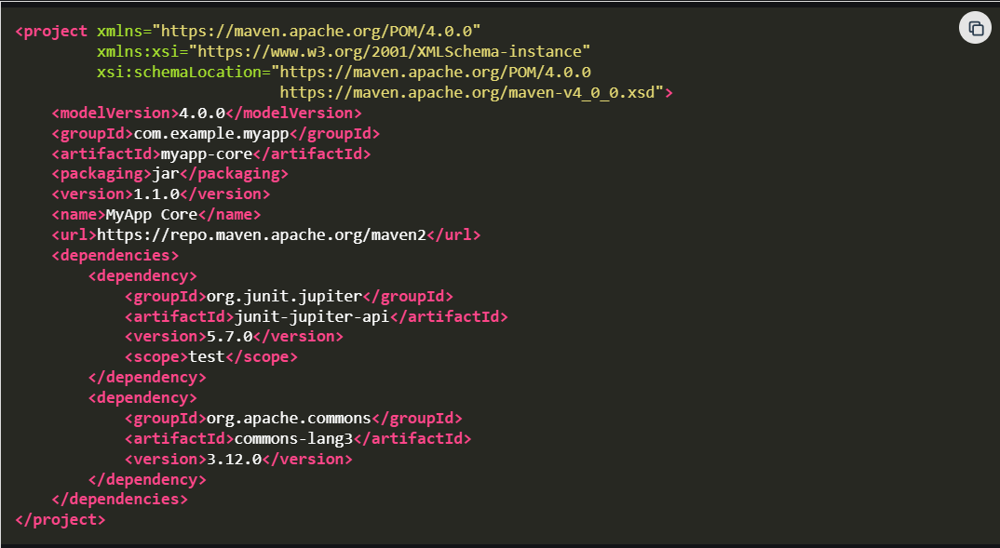 <project xmlns="https://maven.apache.org/POM/4.0.0"
         xmlns:xsi="https://www.w3.org/2001/XMLSchema-instance"
         xsi:schemaLocation="https://maven.apache.org/POM/4.0.0
                             https://maven.apache.org/maven-v4_0_0.xsd">
    <modelVersion>4.0.0</modelVersion>
    <groupId>com.example.myapp</groupId>
    <artifactId>myapp-core</artifactId>
    <packaging>jar</packaging>
    <version>1.1.0</version>
    <name>MyApp Core</name>
    <url>https://repo.maven.apache.org/maven2</url>
    <dependencies>
        <dependency>
            <groupId>org.junit.jupiter</groupId>
            <artifactId>junit-jupiter-api</artifactId>
            <version>5.7.0</version>
            <scope>test</scope>
        </dependency>
        <dependency>
            <groupId>org.apache.commons</groupId>
            <artifactId>commons-lang3</artifactId>
            <version>3.12.0</version>
        </dependency>
    </dependencies>
</project>